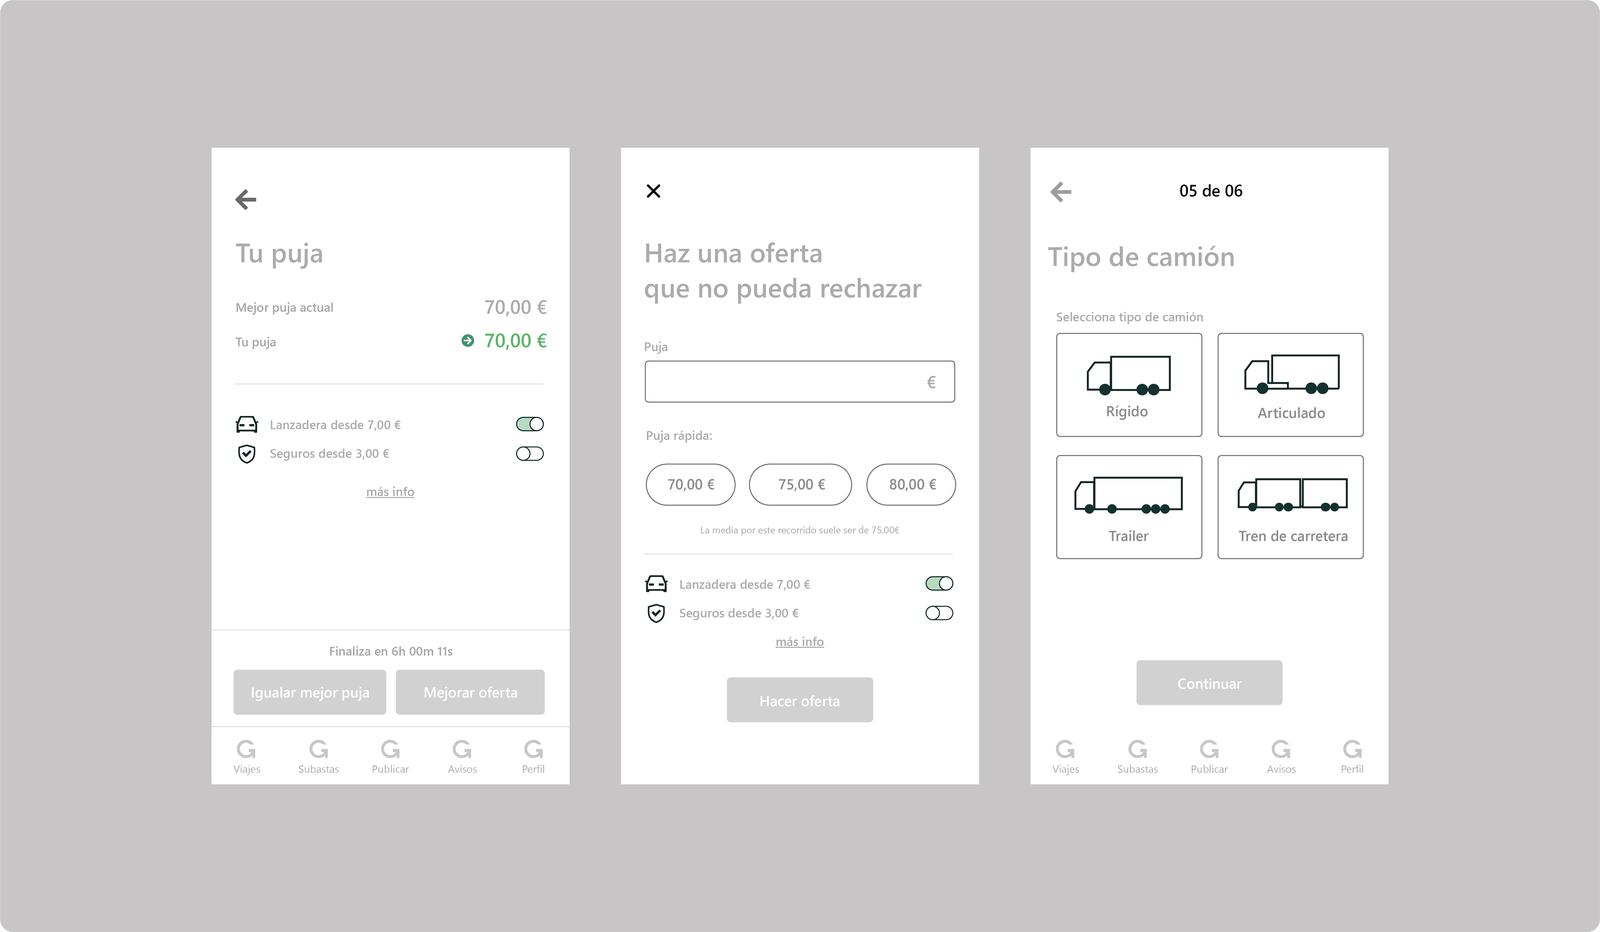 Tu puja
Mejor puja actual 70,00 €
Tu puja 70,00 €
Lanzadera desde 7,00 €
Seguros desde 3,00 €
más info
Finaliza en 6h 00m 11s
Igualar mejor puja Mejorar oferta
G G G G G
Viajes Subastas Publicar Avisos Perfil
Haz una oferta
que no pueda rechazar
Puja
€
Puja rápida:
70,00 € 75,00 € 80,00 €
La media por este recorrido suele ser de 75.00€
Lanzadera desde 7,00 €
Seguros desde 3,00 €
más info
Hacer oferta
05 de 06
Tipo de camión
Selecciona tipo de camión
Rígido Articulado
Trailer Tren de carretera
Continuar
G G G G G
Viajes Subastas Publicar Avisos Perfil